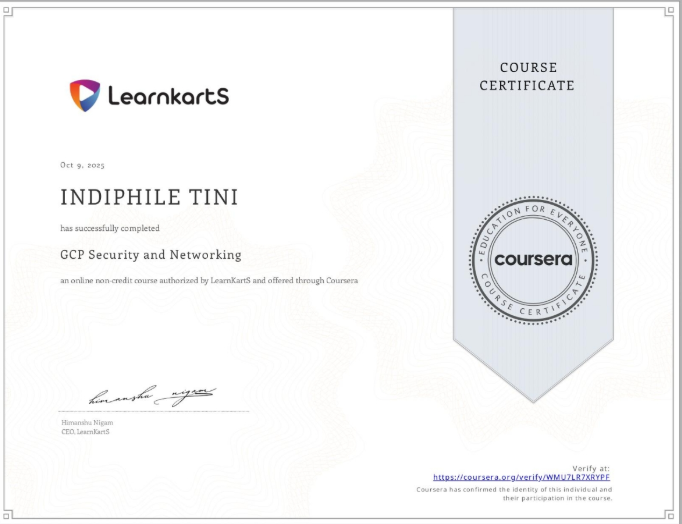 LearnkartS
COURSE
CERTIFICATE
Oct 9, 2025
INDIPHILE TINI
has successfully completed
GCP Security and Networking
an online non-credit course authorized by LearnKartS and offered through Coursera
EDUCATION FOR EVERYONE
coursera
COURSE CERTIFICATE
himanshu nigam
Himanshu Nigam
CEO, LearnKartS
Verify at:
https://coursera.org/verify/WMU7LR7XRYPF
Coursera has confirmed the identity of this individual and
their participation in the course.